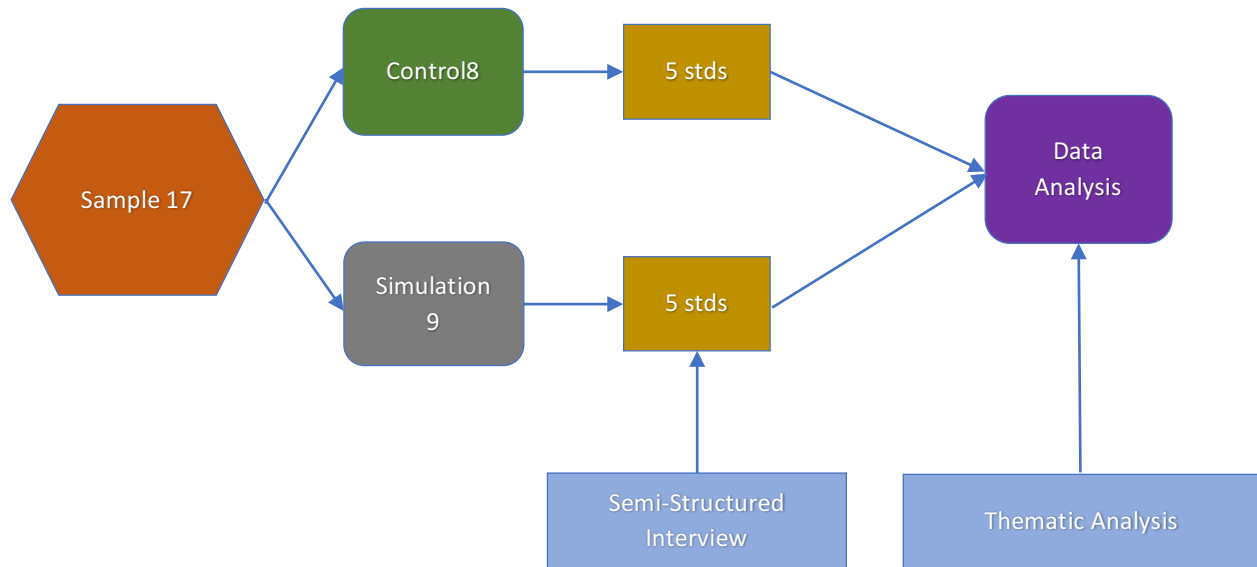 Control8
5 stds
Sample 17
Data
Analysis
Simulation
9
5 stds
Semi-Structured
Interview
Thematic Analysis